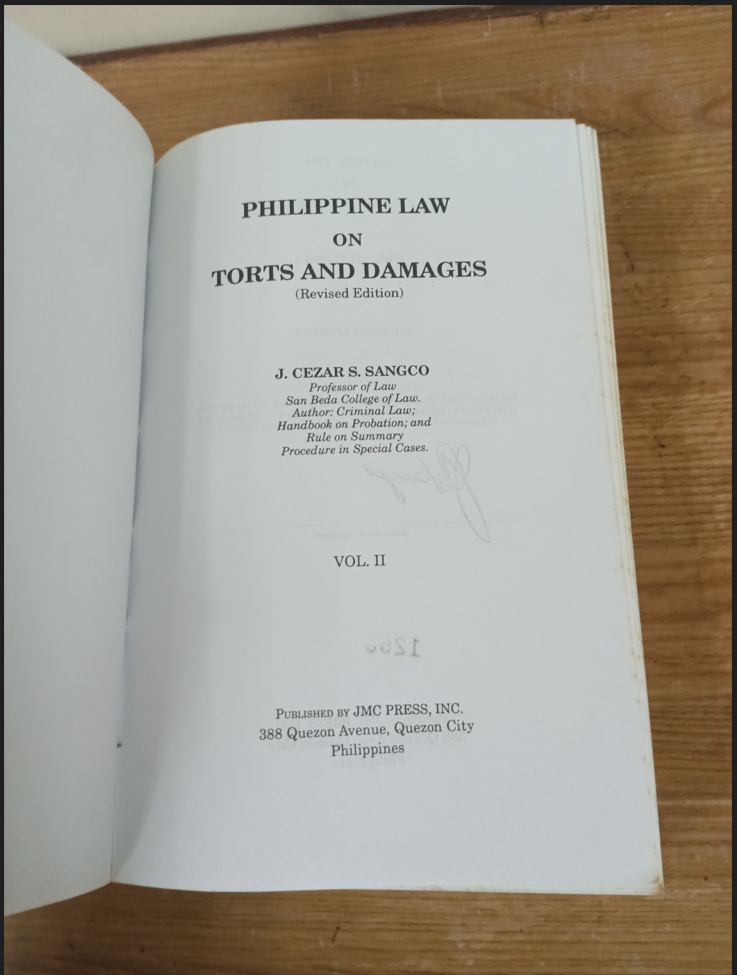 PHILIPPINE LAW
ON
TORTS AND DAMAGES
(Revised Edition)
J. CEZAR S. SANGCO
Professor of Law
San Beda College of Law.
Author: Criminal Law;
Handbook on Probation; and
Rule on Summary
Procedure in Special Cases.
VOL. II
PUBLISHED BY JMC PRESS, INC.
388 Quezon Avenue, Quezon City
Philippines